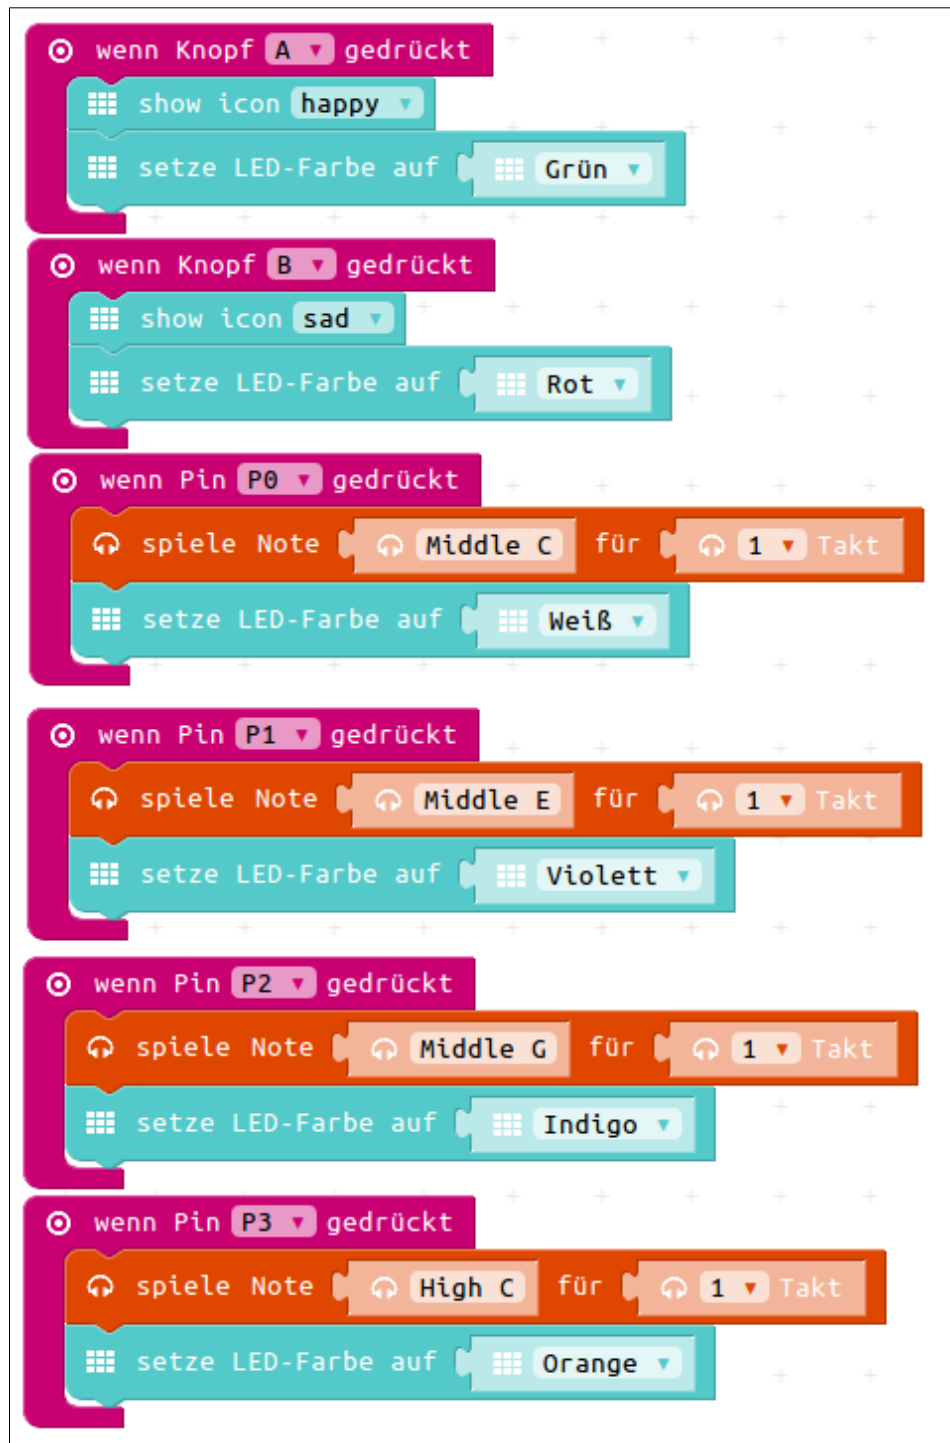 wenn Knopf A gedrückt
show icon happy
setze LED-Farbe auf Grün
wenn Knopf B gedrückt
show icon sad
setze LED-Farbe auf Rot
wenn Pin P0 gedrückt
spiele Note Middle C für 1 Takt
setze LED-Farbe auf Weiß
wenn Pin P1 gedrückt
spiele Note Middle E für 1 Takt
setze LED-Farbe auf Violett
wenn Pin P2 gedrückt
spiele Note Middle G für 1 Takt
setze LED-Farbe auf Indigo
wenn Pin P3 gedrückt
spiele Note High C für 1 Takt
setze LED-Farbe auf Orange